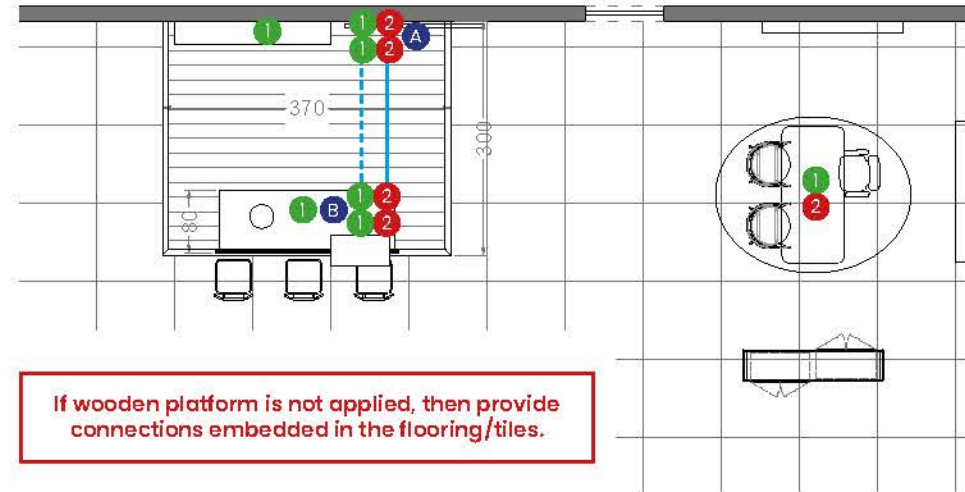 1 1 2 A
1 2
370
300
80
1 B 1 2
1 2
1
2
If wooden platform is not applied, then provide
connections embedded in the flooring/tiles.